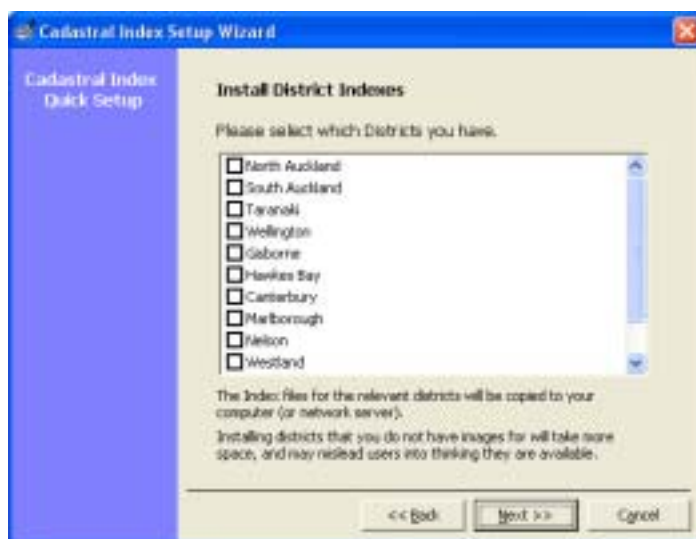 Cadastral Index Setup Wizard
Cadastral Index
Quick Setup
Install District Indexes
Please select which Districts you have.
North Auckland
South Auckland
Taranaki
Wellington
Gisborne
Hawkes Bay
Canterbury
Marlborough
Nelson
Westland
The Index files for the relevant districts will be copied to your
computer (or network server).
Installing districts that you do not have images for will take more
space, and may mislead users into thinking they are available.
<< Back
Next >>
Cancel